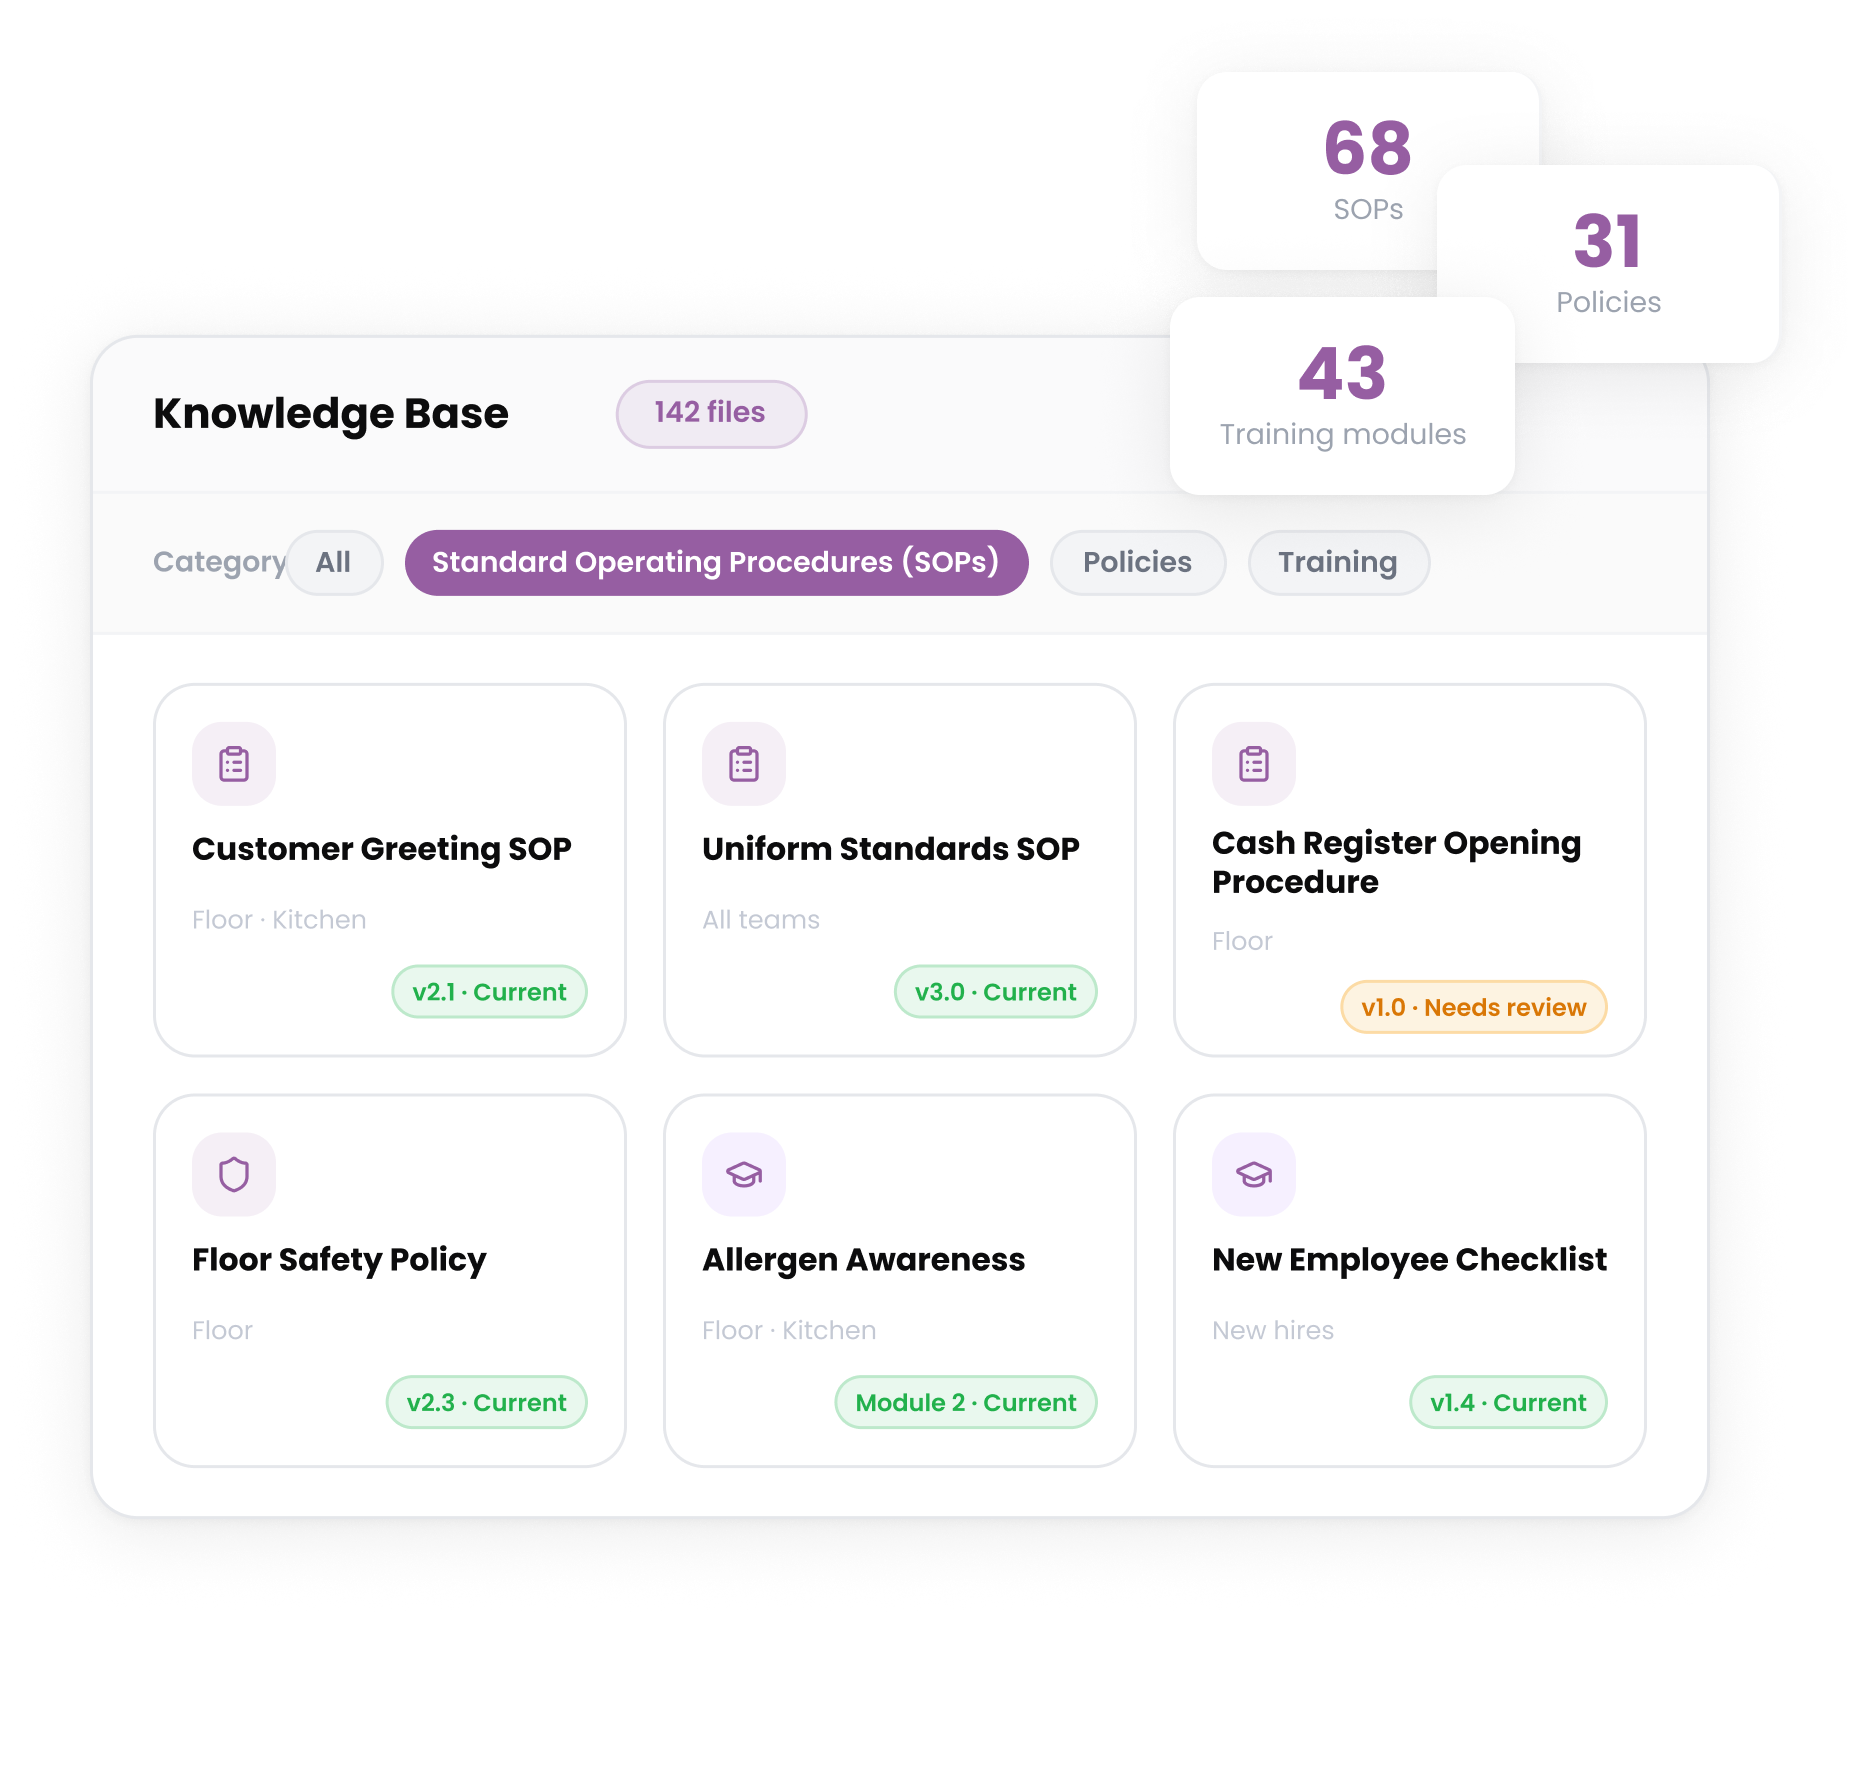 68
SOPs
31
Policies
43
Training modules
Knowledge Base
142 files
Category
All
Standard Operating Procedures (SOPs)
Policies
Training
Customer Greeting SOP
Floor · Kitchen
v2.1 · Current
Uniform Standards SOP
All teams
v3.0 · Current
Cash Register Opening
Procedure
Floor
v1.0 · Needs review
Floor Safety Policy
Floor
v2.3 · Current
Allergen Awareness
Floor · Kitchen
Module 2 · Current
New Employee Checklist
New hires
v1.4 · Current